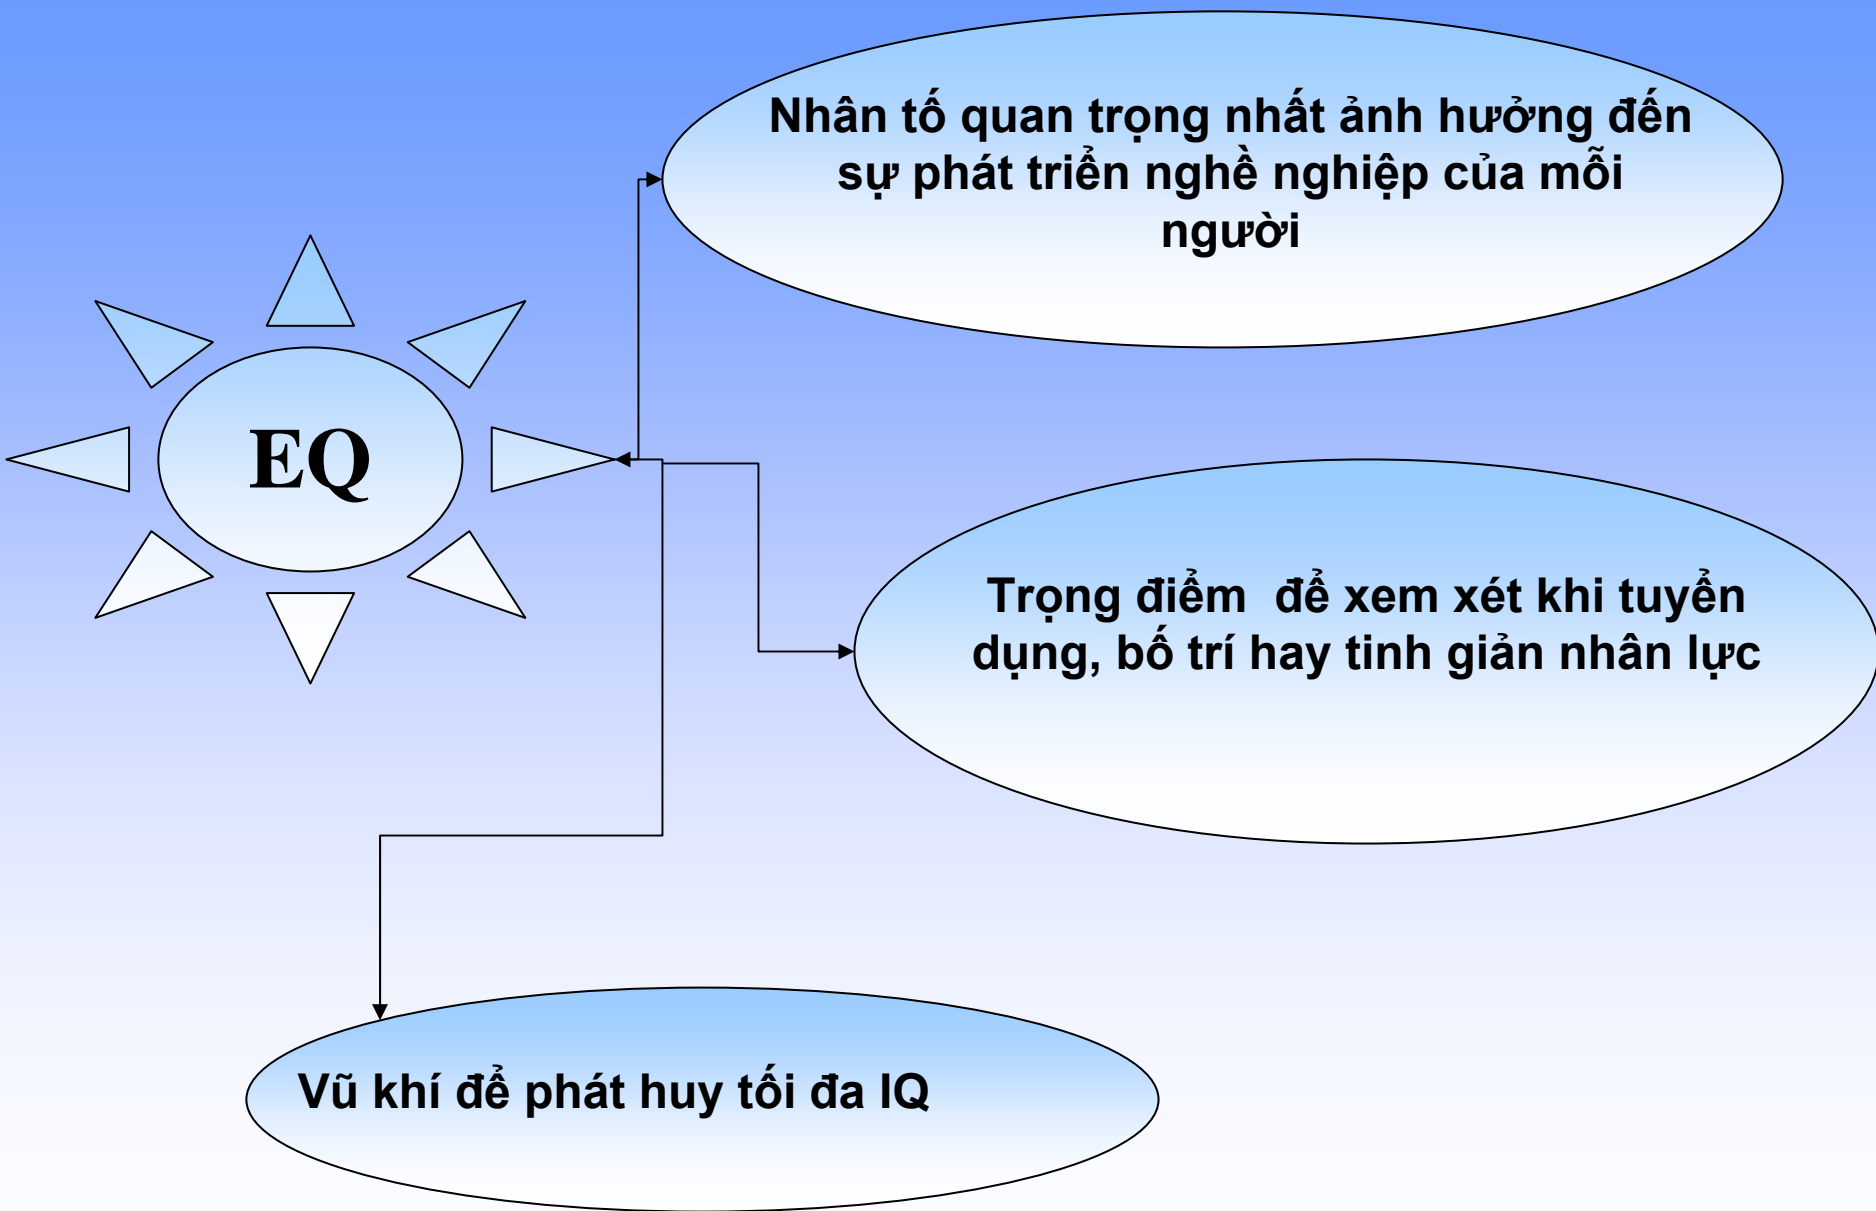 Nhân tố quan trọng nhất ảnh hưởng đến
sự phát triển nghề nghiệp của mỗi
người
EQ
Trọng điểm  để xem xét khi tuyển
dụng, bố trí hay tinh giản nhân lực
Vũ khí để phát huy tối đa IQ